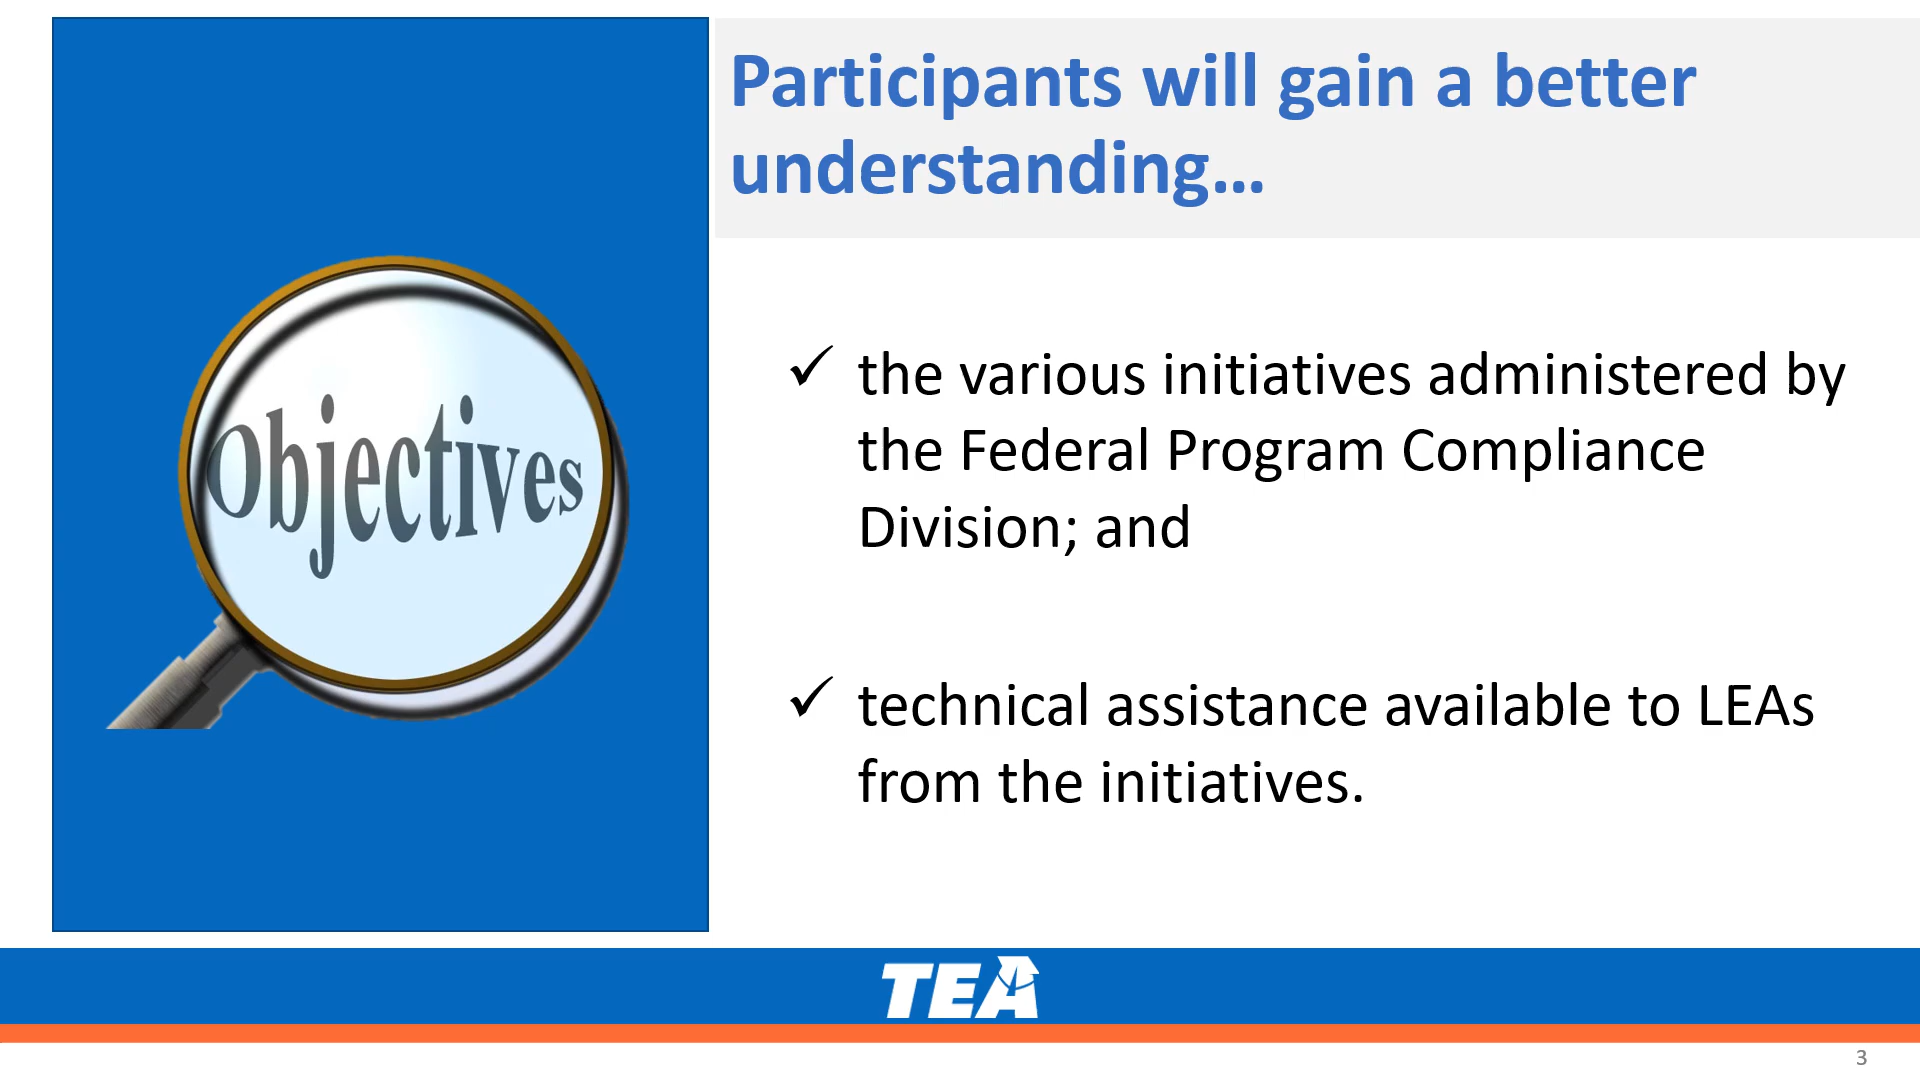 Participants will gain a better
understanding…
Objectives
✓ the various initiatives administered by
the Federal Program Compliance
Division; and
✓ technical assistance available to LEAs
from the initiatives.
TEA
3